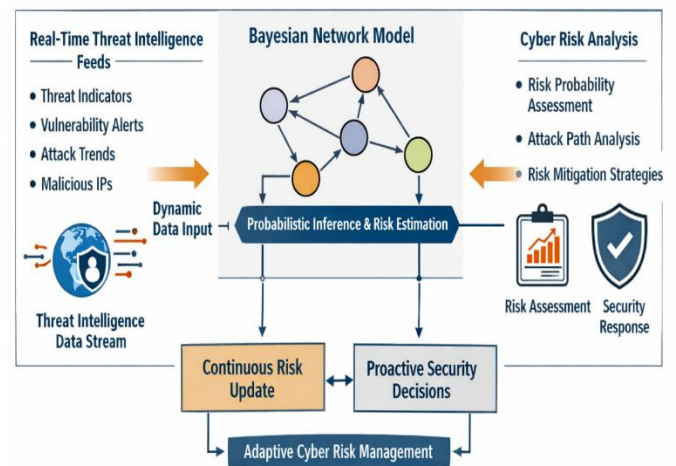 Real-Time Threat Intelligence
Feeds
• Threat Indicators
• Vulnerability Alerts
• Attack Trends
• Malicious IPs
Dynamic
Data Input
Threat Intelligence
Data Stream
Bayesian Network Model
Probabilistic Inference & Risk Estimation
Cyber Risk Analysis
• Risk Probability
Assessment
• Attack Path Analysis
• Risk Mitigation Strategies
Risk Assessment
Security
Response
Continuous Risk
Update
Proactive Security
Decisions
Adaptive Cyber Risk Management